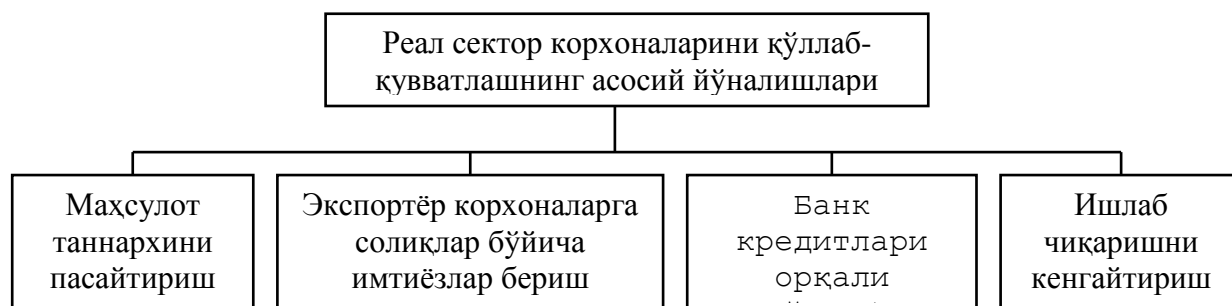 Реал сектор корхоналарини қўллаб-
қувватлашнинг асосий йўналишлари
Маҳсулот
таннархини
пасайтириш
Экспортёр корхоналарга
солиқлар бўйича
имтиёзлар бериш
Банк
кредитлари
орқали
Ишлаб
чиқаришни
кенгайтириш